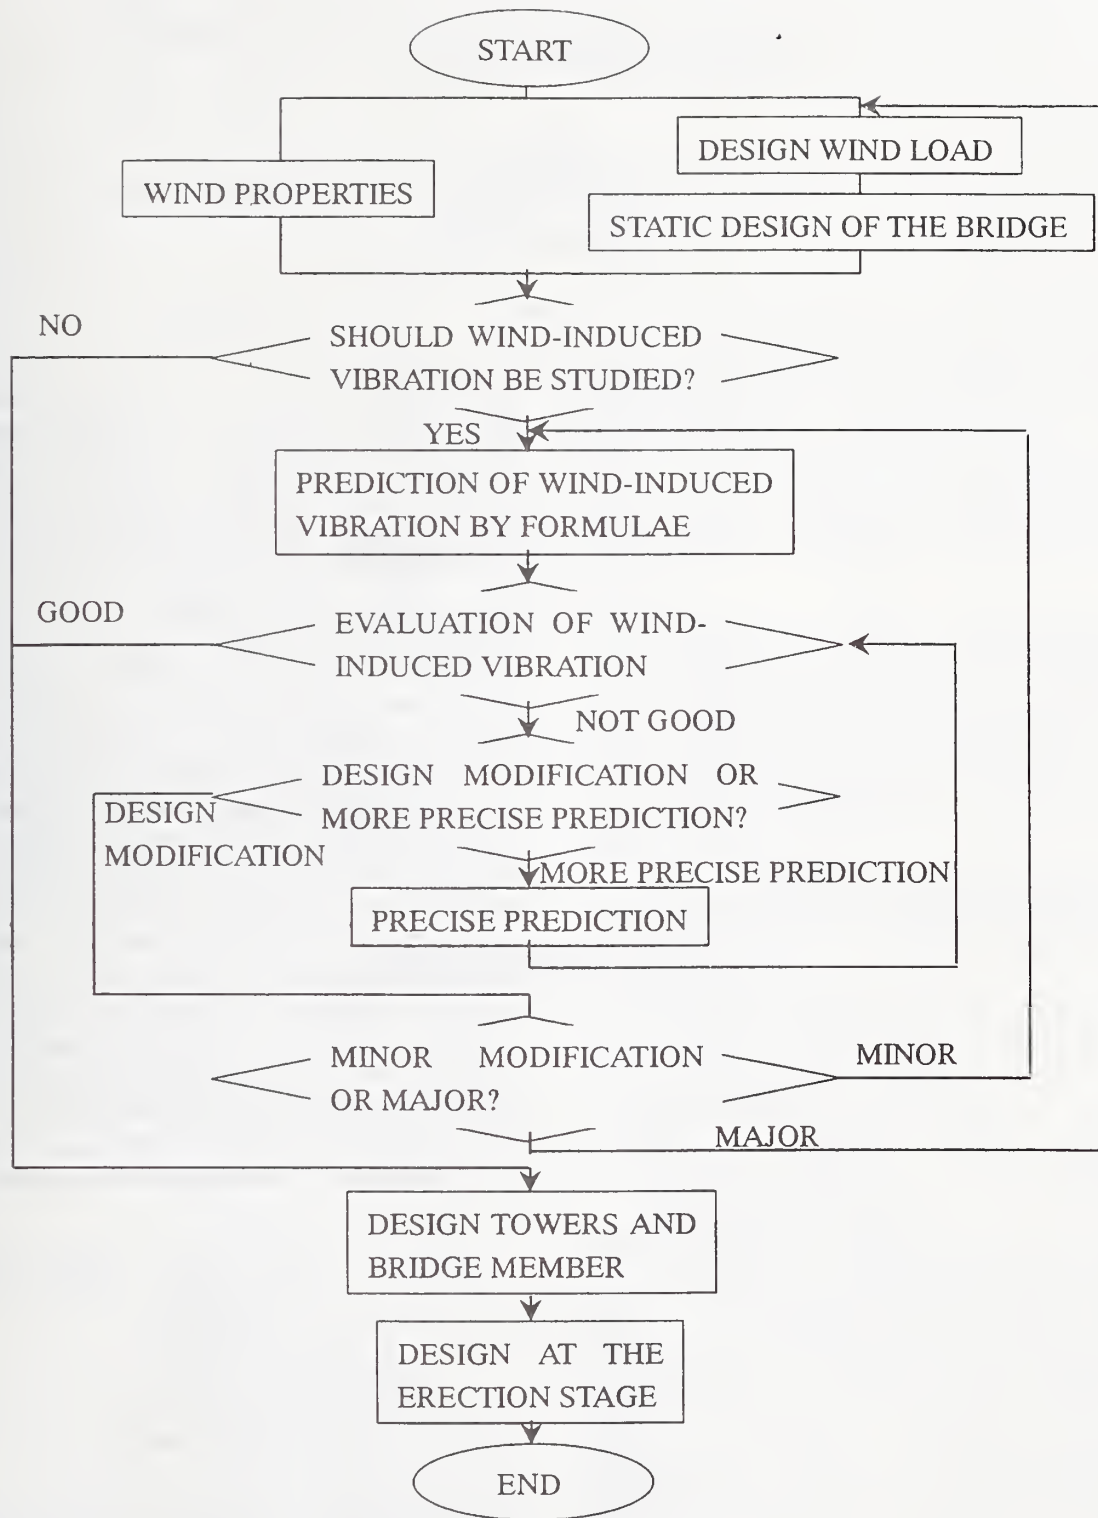 START
DESIGN WIND LOAD
WIND PROPERTIES
STATIC DESIGN OF THE BRIDGE
NO
SHOULD WIND-INDUCED
VIBRATION BE STUDIED?
YES
PREDICTION OF WIND-INDUCED
VIBRATION BY FORMULAE
GOOD
EVALUATION OF WIND-
INDUCED VIBRATION
NOT GOOD
DESIGN MODIFICATION OR
MORE PRECISE PREDICTION?
DESIGN
MODIFICATION
MORE PRECISE PREDICTION
PRECISE PREDICTION
MINOR MODIFICATION
OR MAJOR?
MINOR
MAJOR
DESIGN TOWERS AND
BRIDGE MEMBER
DESIGN AT THE
ERECTION STAGE
END